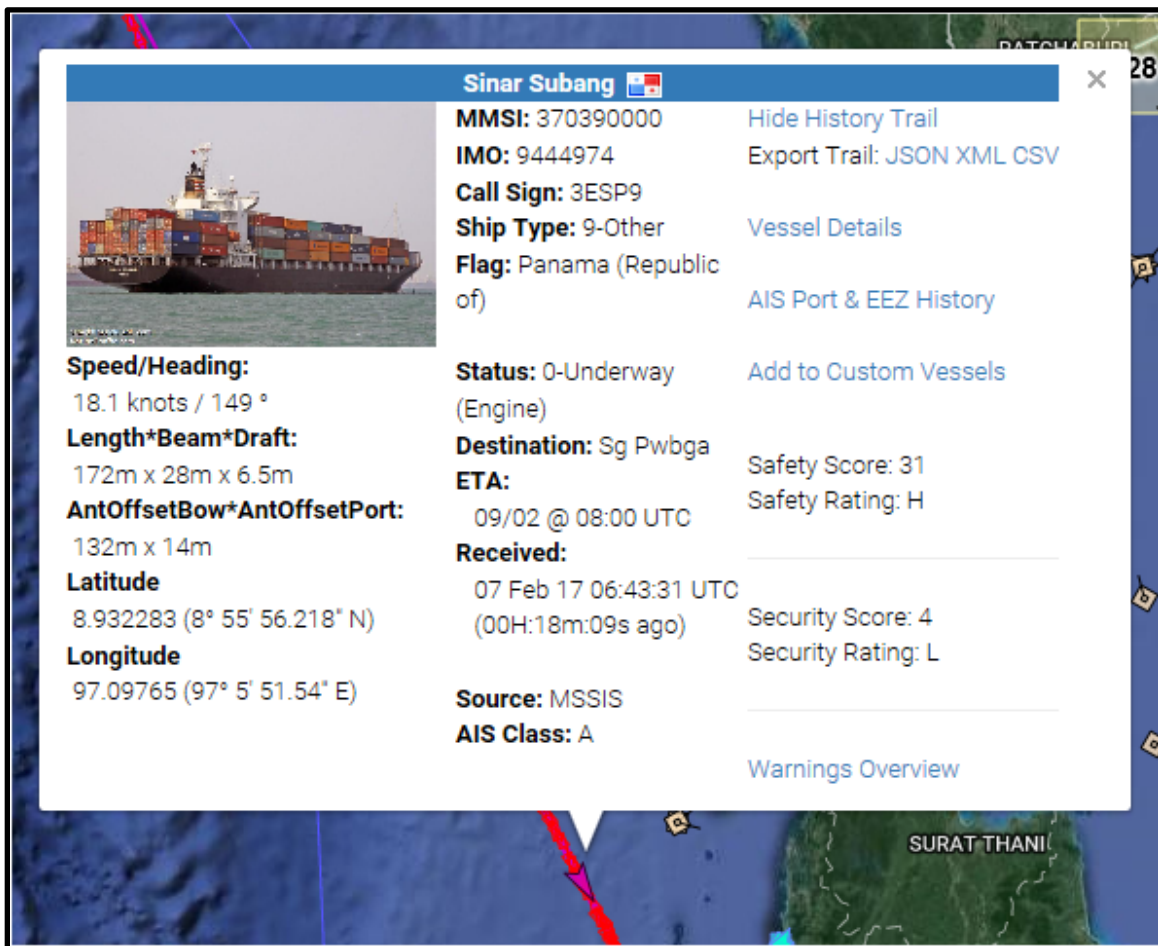 RATCHABURI
28
Sinar Subang
×
MMSI: 370390000
IMO: 9444974
Call Sign: 3ESP9
Ship Type: 9-Other
Flag: Panama (Republic
of)
Hide History Trail
Export Trail: JSON XML CSV
Vessel Details
AIS Port & EEZ History
Speed/Heading:
18.1 knots / 149 °
Length*Beam*Draft:
172m x 28m x 6.5m
AntOffsetBow*AntOffsetPort:
132m x 14m
Latitude
8.932283 (8° 55' 56.218" N)
Longitude
97.09765 (97° 5' 51.54" E)
Status: 0-Underway
(Engine)
Destination: Sg Pwbga
ETA:
09/02 @ 08:00 UTC
Received:
07 Feb 17 06:43:31 UTC
(00H:18m:09s ago)
Source: MSSIS
AIS Class: A
Add to Custom Vessels
Safety Score: 31
Safety Rating: H
Security Score: 4
Security Rating: L
Warnings Overview
SURAT THANI